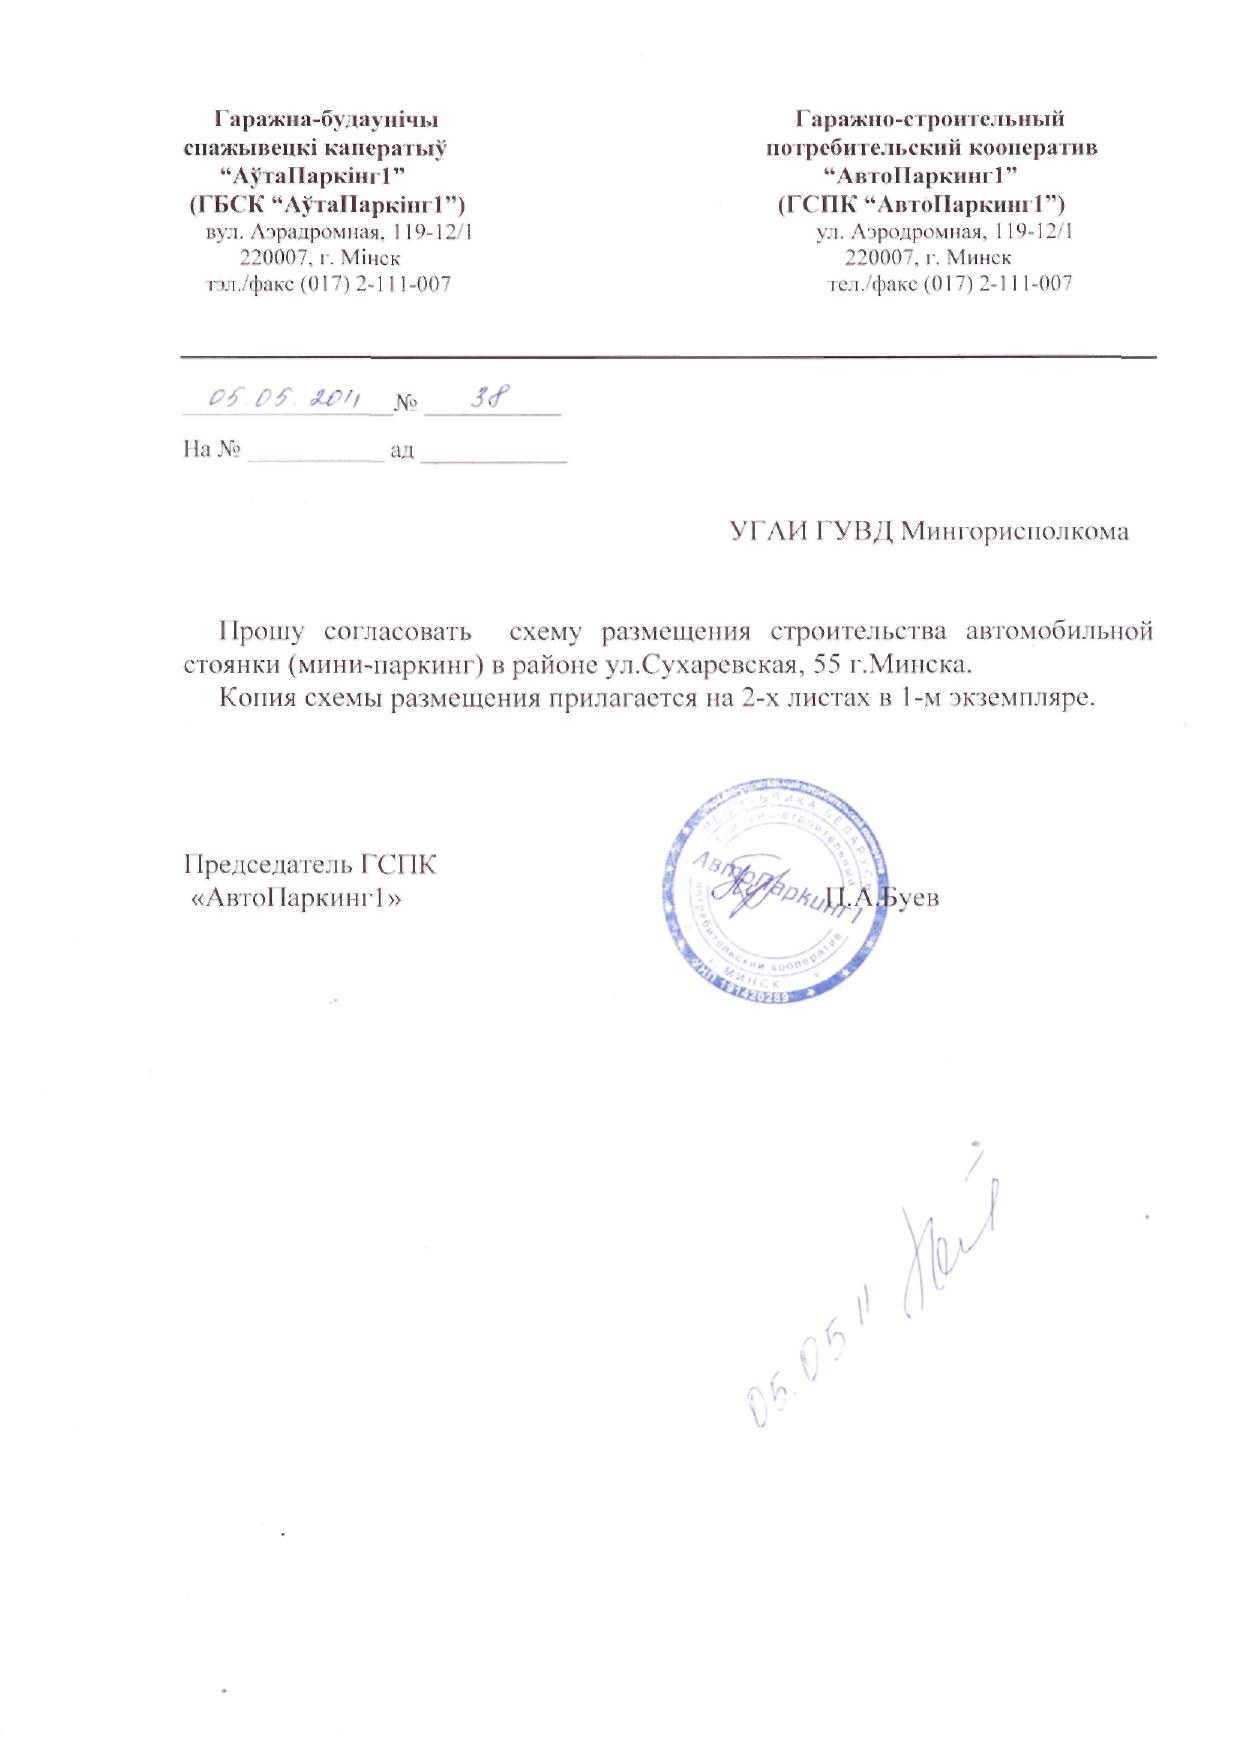 Гаражна-будаунічы
спажывецкі каператыў
“АўтаПаркінг1”
(ГБСК “АўтаПаркінг1”)
вул. Аэрадромная, 119-12/1
220007, г. Мінск
тэл./факс (017) 2-111-007
Гаражно-строительный
потребительский кооператив
“АвтоПаркинг1”
(ГСПК “АвтоПаркинг1”)
ул. Аэродромная, 119-12/1
220007, г. Минск
тел./факс (017) 2-111-007
05.05.2011 № 38
На № ____________ ад ____________
УГАИ ГУВД Мингорисполкома
Прошу согласовать схему размещения строительства автомобильной
стоянки (мини-паркинг) в районе ул.Сухаревская, 55 г.Минска.
Копия схемы размещения прилагается на 2-х листах в 1-м экземпляре.
Председатель ГСПК
«АвтоПаркинг1» П.А.Буев
РЕСПУБЛИКА БЕЛАРУСЬ
Гаражно-строительный
Автопаркинг1
потребительский кооператив
г. МИНСК
УНП 191420289
05.05 11